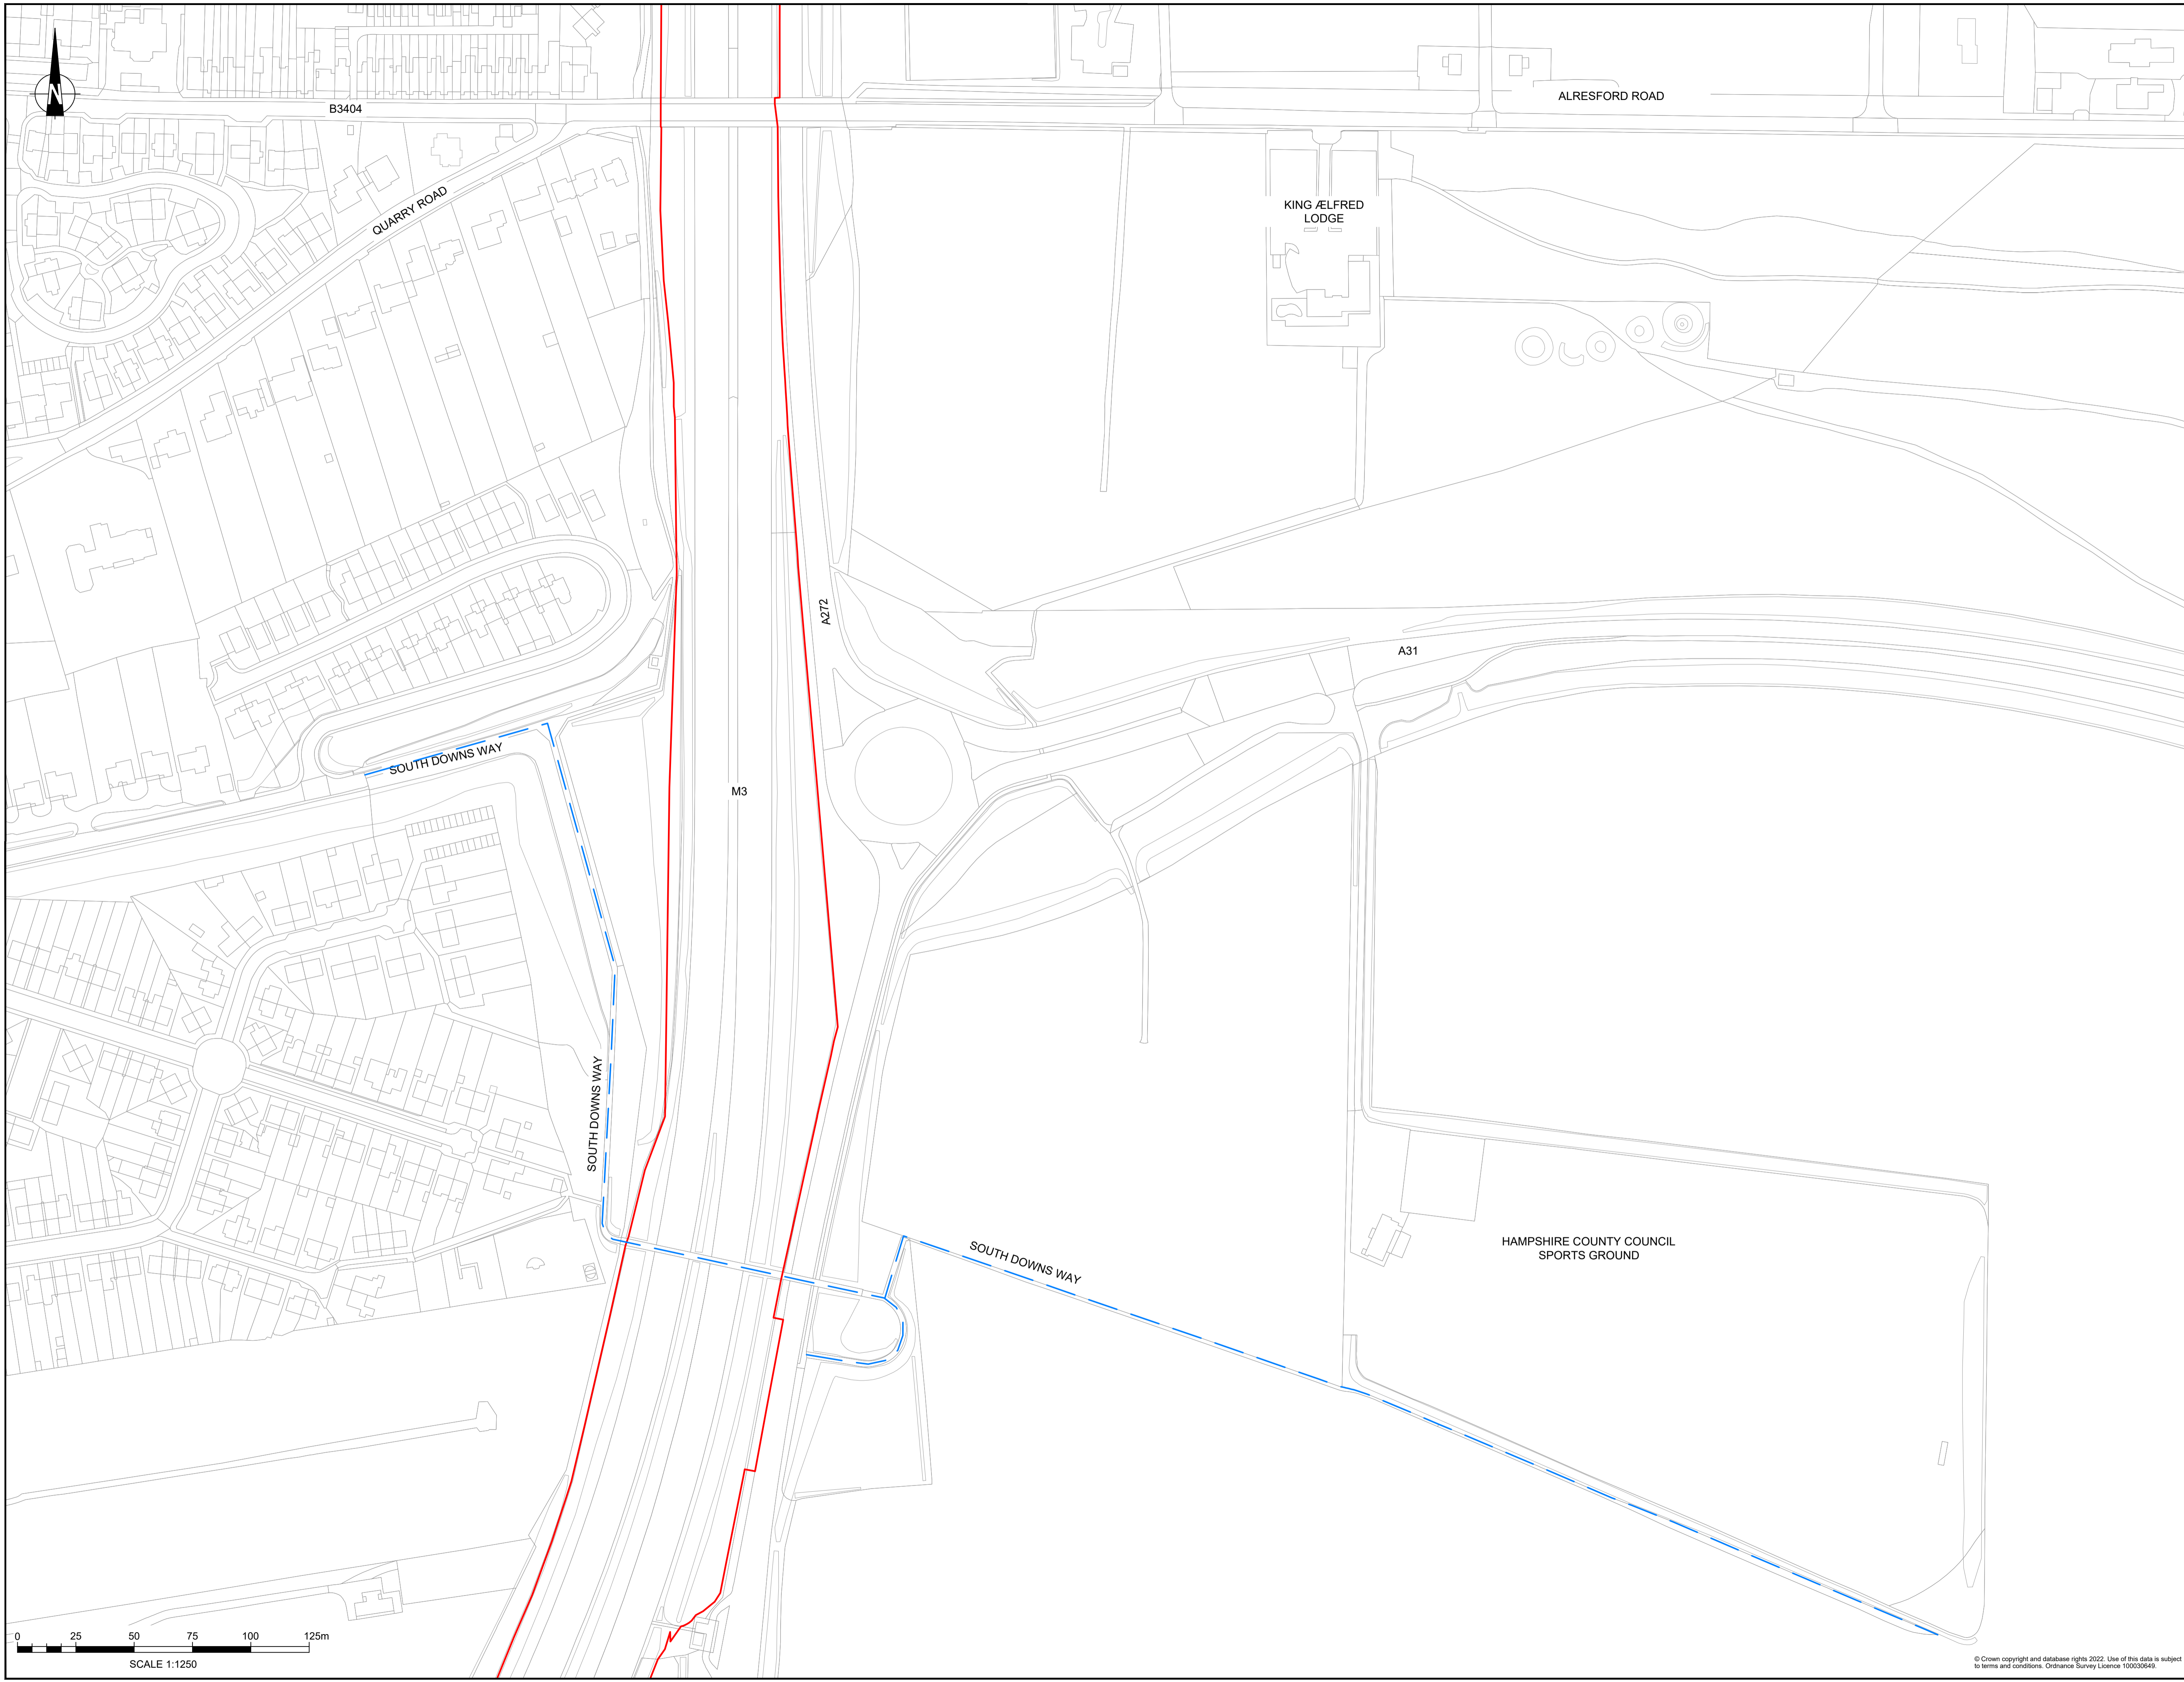 N
B3404
ALRESFORD ROAD
QUARRY ROAD
KING ÆLFRED
LODGE
A272
A31
SOUTH DOWNS WAY
M3
SOUTH DOWNS WAY
SOUTH DOWNS WAY
HAMPSHIRE COUNTY COUNCIL
SPORTS GROUND
0 25 50 75 100 125m
SCALE 1:1250
© Crown copyright and database rights 2022. Use of this data is subject
to terms and conditions. Ordnance Survey Licence 100030649.